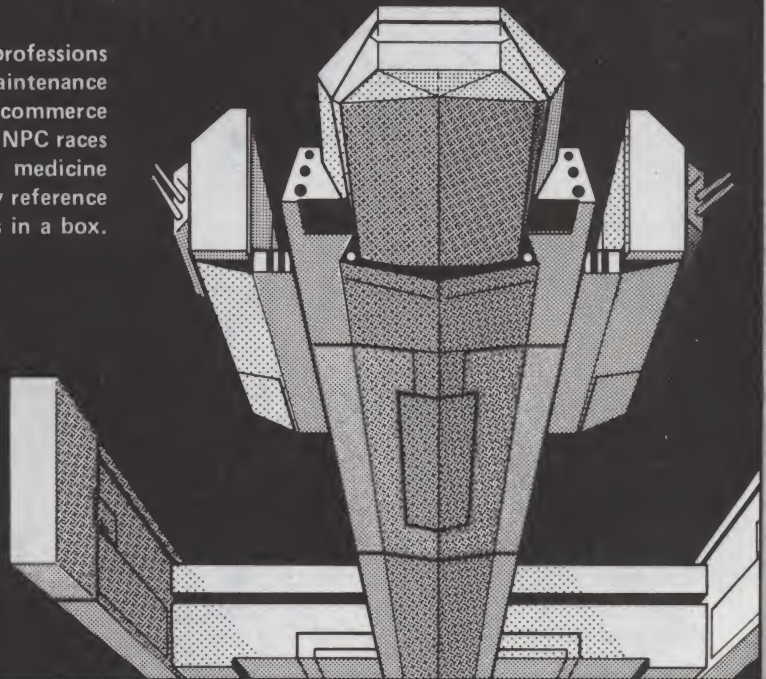 professions
aintenance
commerce
NPC races
medicine
reference
s in a box.